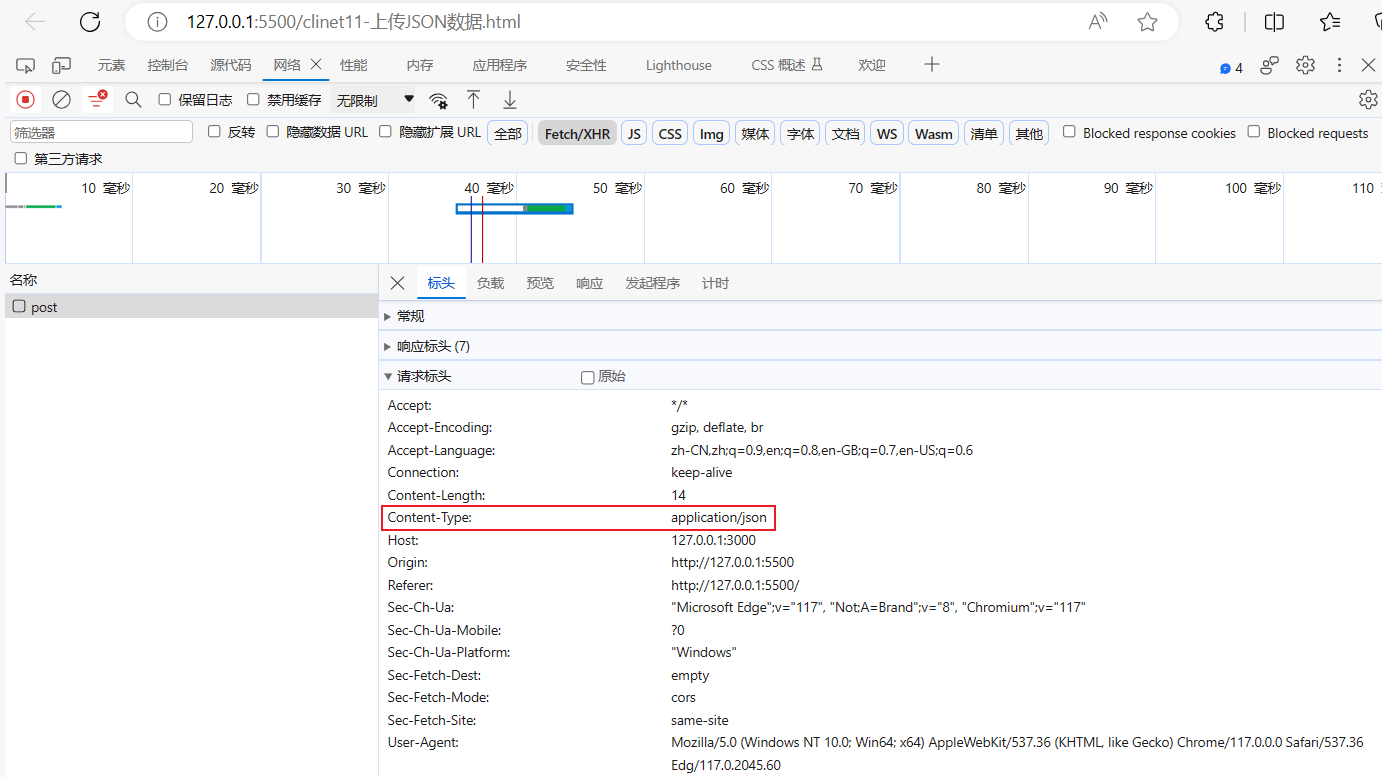 127.0.0.1:5500/clinet11-上传JSON数据.html
元素 控制台 源代码 网络 性能 内存 应用程序 安全性 Lighthouse CSS 概述 欢迎 4
保留日志 禁用缓存 无限制
筛选器 反转 隐藏数据 URL 隐藏扩展 URL 全部 Fetch/XHR JS CSS Img 媒体 字体 文档 WS Wasm 清单 其他 Blocked response cookies Blocked requests
第三方请求
10 毫秒 20 毫秒 30 毫秒 40 毫秒 50 毫秒 60 毫秒 70 毫秒 80 毫秒 90 毫秒 100 毫秒 110
名称 标头 负载 预览 响应 发起程序 计时
post
常规
响应标头 (7)
请求标头 原始
Accept: */*
Accept-Encoding: gzip, deflate, br
Accept-Language: zh-CN,zh;q=0.9,en;q=0.8,en-GB;q=0.7,en-US;q=0.6
Connection: keep-alive
Content-Length: 14
Content-Type: application/json
Host: 127.0.0.1:3000
Origin: http://127.0.0.1:5500
Referer: http://127.0.0.1:5500/
Sec-Ch-Ua: "Microsoft Edge";v="117", "Not;A=Brand";v="8", "Chromium";v="117"
Sec-Ch-Ua-Mobile: ?0
Sec-Ch-Ua-Platform: "Windows"
Sec-Fetch-Dest: empty
Sec-Fetch-Mode: cors
Sec-Fetch-Site: same-site
User-Agent: Mozilla/5.0 (Windows NT 10.0; Win64; x64) AppleWebKit/537.36 (KHTML, like Gecko) Chrome/117.0.0.0 Safari/537.36
Edg/117.0.2045.60